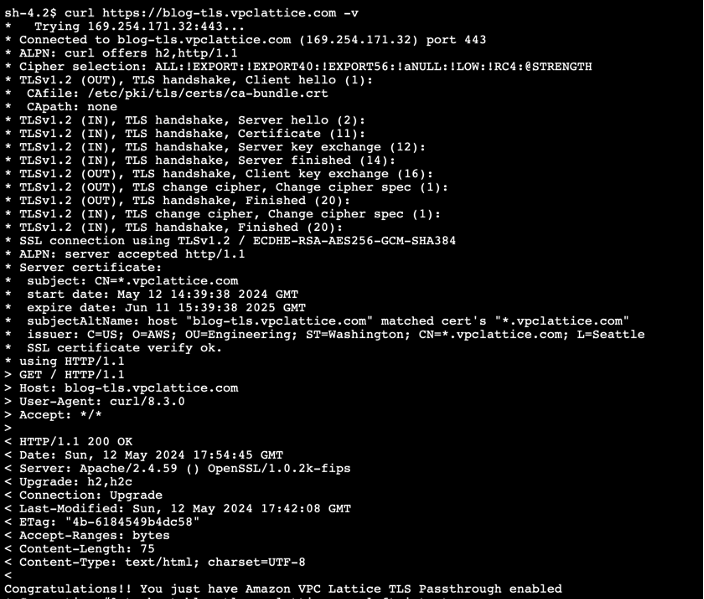 sh-4.2$ curl https://blog-tls.vpclattice.com -v
*   Trying 169.254.171.32:443...
* Connected to blog-tls.vpclattice.com (169.254.171.32) port 443
* ALPN: curl offers h2,http/1.1
* Cipher selection: ALL:!EXPORT:!EXPORT40:!EXPORT56:!aNULL:!LOW:!RC4:@STRENGTH
* TLSv1.2 (OUT), TLS handshake, Client hello (1):
*  CAfile: /etc/pki/tls/certs/ca-bundle.crt
*  CApath: none
* TLSv1.2 (IN), TLS handshake, Server hello (2):
* TLSv1.2 (IN), TLS handshake, Certificate (11):
* TLSv1.2 (IN), TLS handshake, Server key exchange (12):
* TLSv1.2 (IN), TLS handshake, Server finished (14):
* TLSv1.2 (OUT), TLS handshake, Client key exchange (16):
* TLSv1.2 (OUT), TLS change cipher, Change cipher spec (1):
* TLSv1.2 (OUT), TLS handshake, Finished (20):
* TLSv1.2 (IN), TLS change cipher, Change cipher spec (1):
* TLSv1.2 (IN), TLS handshake, Finished (20):
* SSL connection using TLSv1.2 / ECDHE-RSA-AES256-GCM-SHA384
* ALPN: server accepted http/1.1
* Server certificate:
*  subject: CN=*.vpclattice.com
*  start date: May 12 14:39:38 2024 GMT
*  expire date: Jun 11 15:39:38 2025 GMT
*  subjectAltName: host "blog-tls.vpclattice.com" matched cert's "*.vpclattice.com"
*  issuer: C=US; O=AWS; OU=Engineering; ST=Washington; CN=*.vpclattice.com; L=Seattle
*  SSL certificate verify ok.
* using HTTP/1.1
> GET / HTTP/1.1
> Host: blog-tls.vpclattice.com
> User-Agent: curl/8.3.0
> Accept: */*
>
< HTTP/1.1 200 OK
< Date: Sun, 12 May 2024 17:54:45 GMT
< Server: Apache/2.4.59 () OpenSSL/1.0.2k-fips
< Upgrade: h2,h2c
< Connection: Upgrade
< Last-Modified: Sun, 12 May 2024 17:42:08 GMT
< ETag: "4b-6184549b4dc58"
< Accept-Ranges: bytes
< Content-Length: 75
< Content-Type: text/html; charset=UTF-8
<
Congratulations!! You just have Amazon VPC Lattice TLS Passthrough enabled